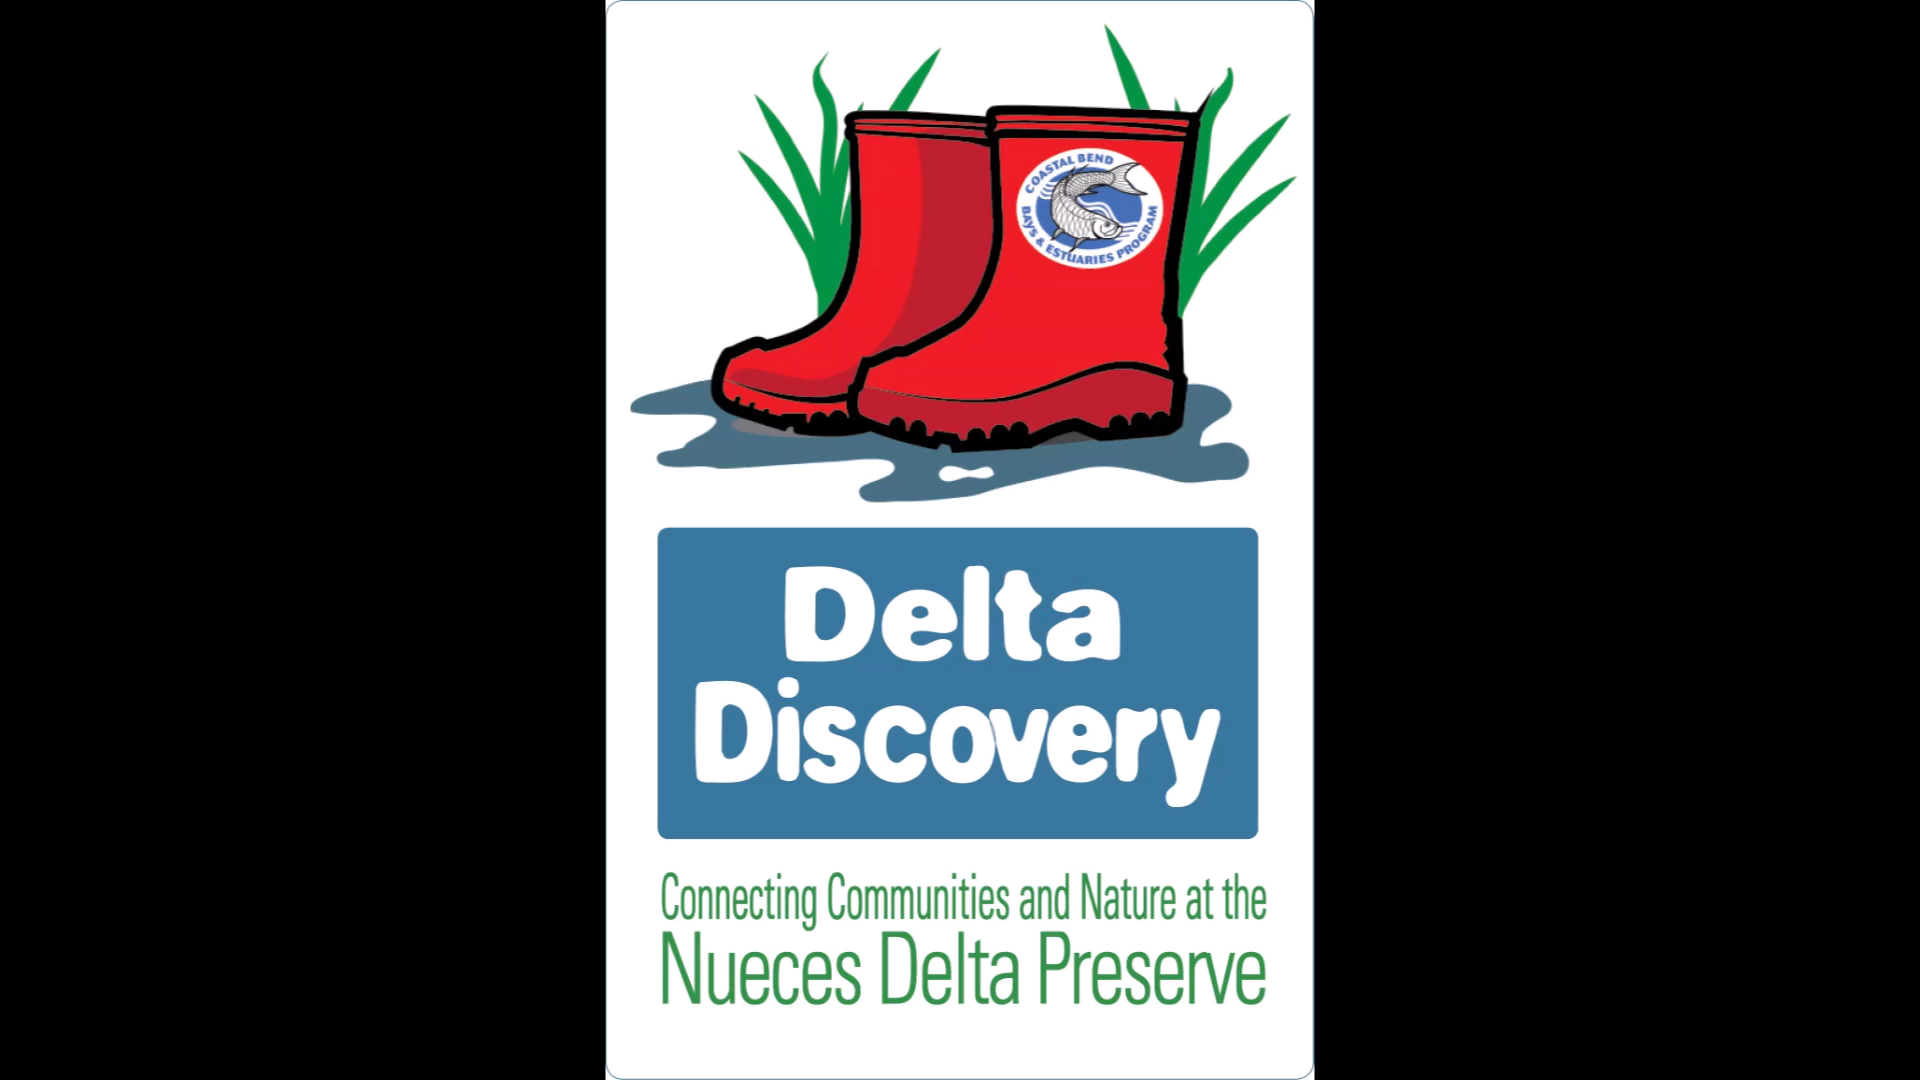 COASTAL BEND
BAYS & ESTUARIES PROGRAM
Delta
Discovery
Connecting Communities and Nature at the
Nueces Delta Preserve